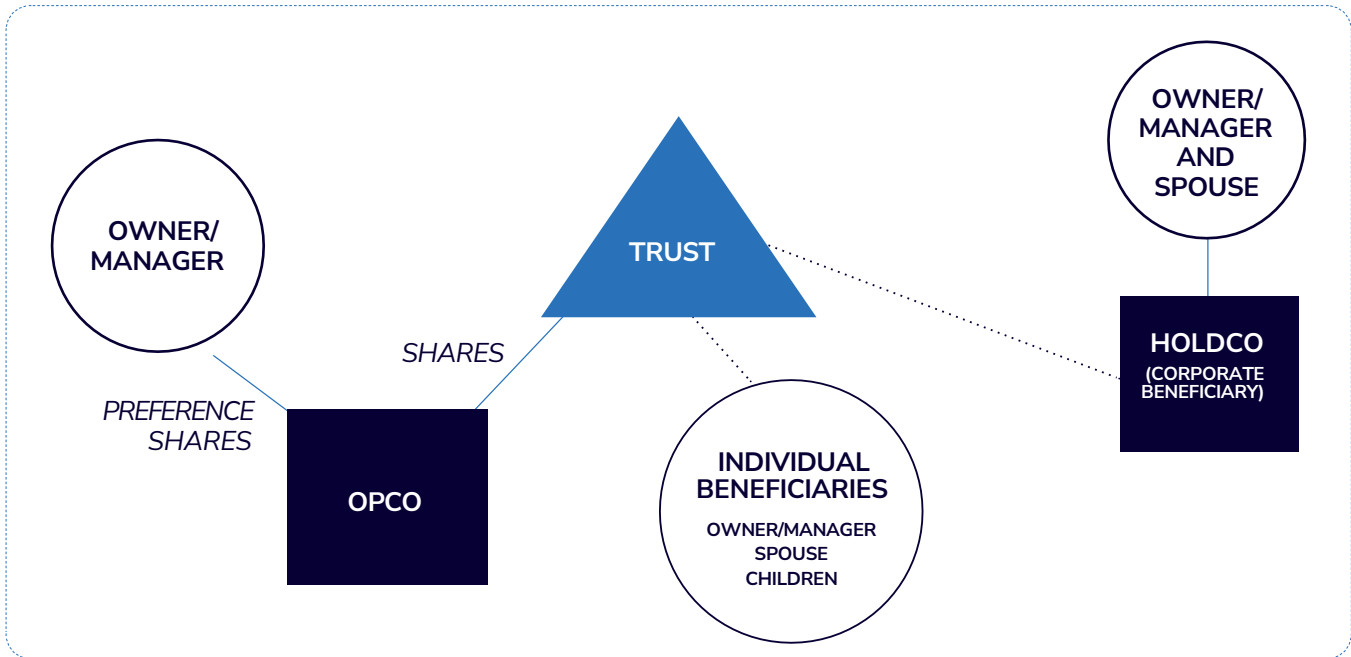 OWNER/
MANAGER
PREFERENCE
SHARES
OPCO
SHARES
TRUST
INDIVIDUAL
BENEFICIARIES
OWNER/MANAGER
SPOUSE
CHILDREN
OWNER/
MANAGER
AND
SPOUSE
HOLDCO
(CORPORATE
BENEFICIARY)